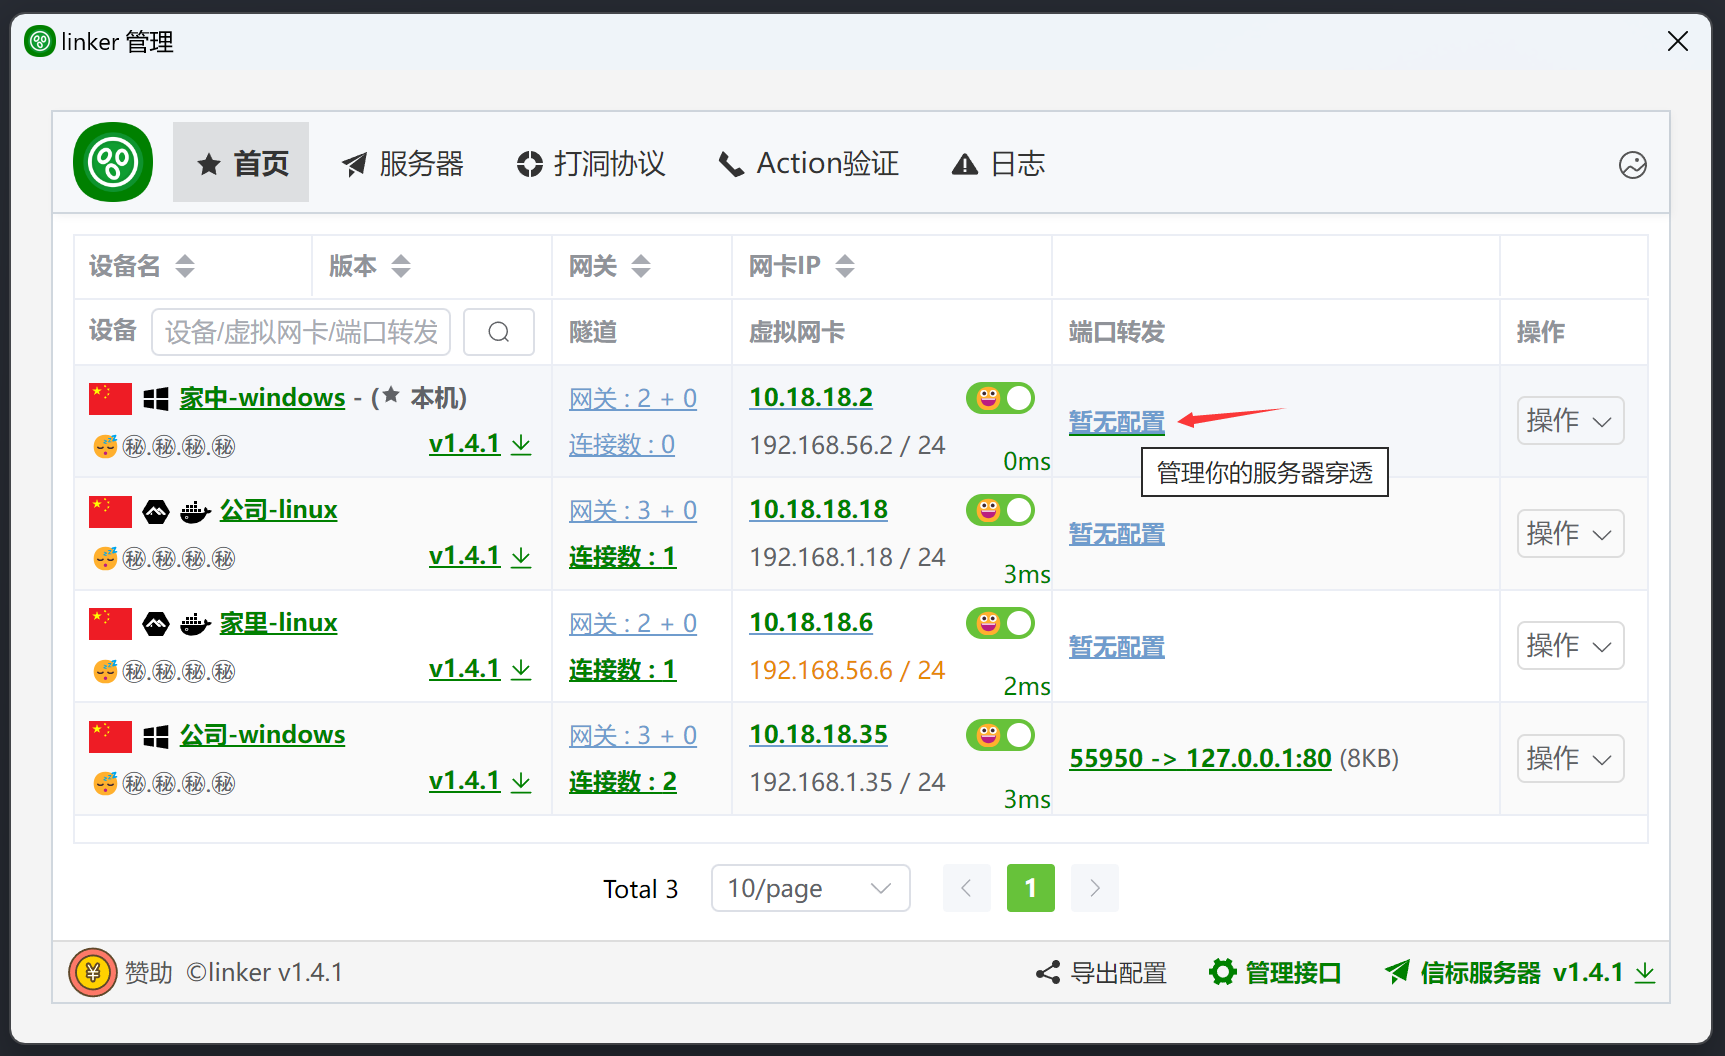 linker 管理
首页
服务器
打洞协议
Action验证
日志
设备名
版本
网关
网卡IP
设备
设备/虚拟网卡/端口转发
隧道
虚拟网卡
端口转发
操作
家中-windows - (★ 本机)
网关 : 2 + 0
10.18.18.2
暂无配置
操作
㊙.㊙.㊙.㊙
v1.4.1
连接数 : 0
192.168.56.2 / 24
0ms
管理你的服务器穿透
公司-linux
网关 : 3 + 0
10.18.18.18
暂无配置
操作
㊙.㊙.㊙.㊙
v1.4.1
连接数 : 1
192.168.1.18 / 24
3ms
家里-linux
网关 : 2 + 0
10.18.18.6
暂无配置
操作
㊙.㊙.㊙.㊙
v1.4.1
连接数 : 1
192.168.56.6 / 24
2ms
公司-windows
网关 : 3 + 0
10.18.18.35
55950 -> 127.0.0.1:80 (8KB)
操作
㊙.㊙.㊙.㊙
v1.4.1
连接数 : 2
192.168.1.35 / 24
3ms
Total 3
10/page
1
¥
赞助
©linker v1.4.1
导出配置
管理接口
信标服务器 v1.4.1